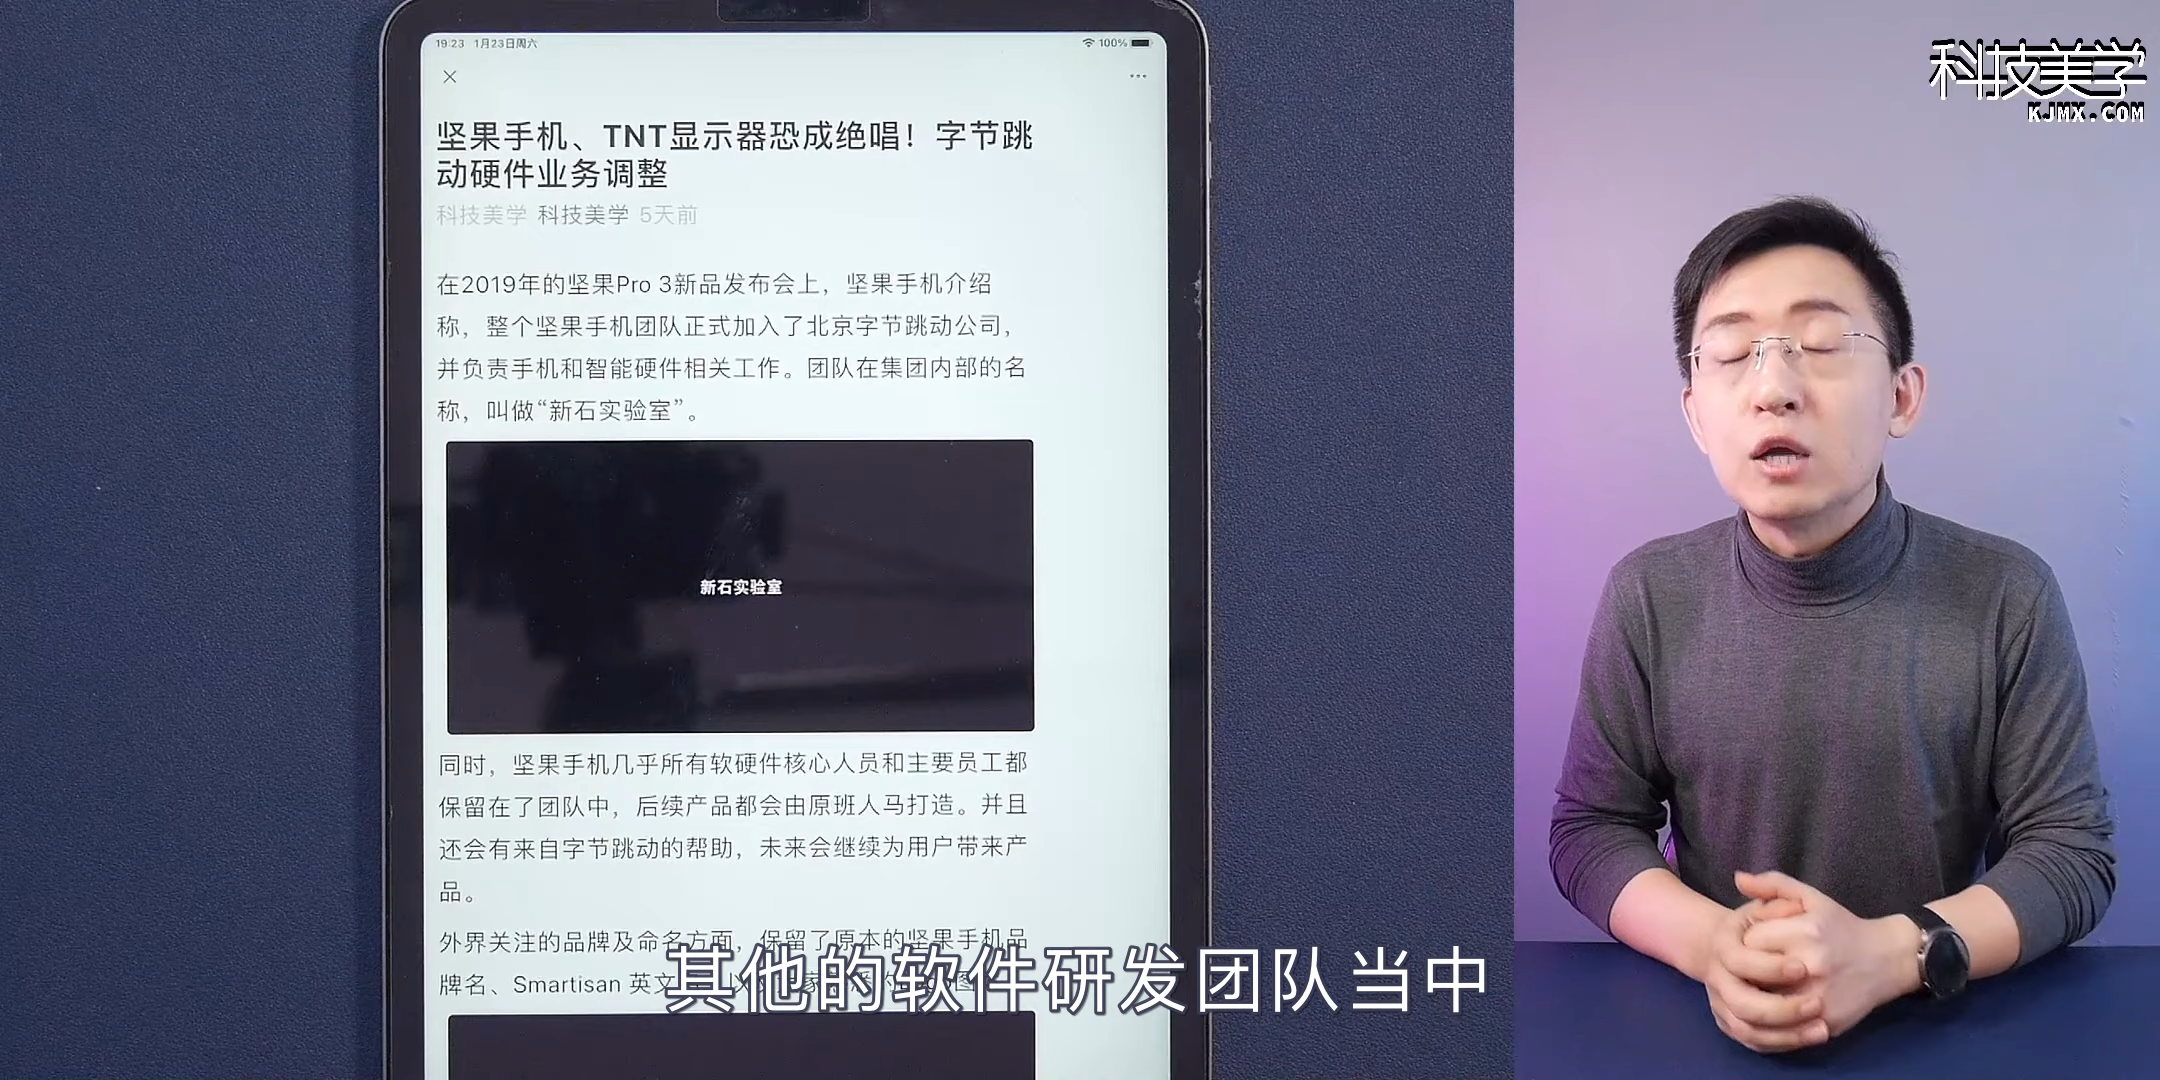 19:23 1月23日周六
100%
坚果手机、TNT显示器恐成绝唱！字节跳
动硬件业务调整
科技美学 科技美学 5天前
在2019年的坚果Pro 3新品发布会上，坚果手机介绍
称，整个坚果手机团队正式加入了北京字节跳动公司，
并负责手机和智能硬件相关工作。团队在集团内部的名
称，叫做“新石实验室”。
新石实验室
同时，坚果手机几乎所有软硬件核心人员和主要员工都
保留在了团队中，后续产品都会由原班人马打造。并且
还会有来自字节跳动的帮助，未来会继续为用户带来产
品。
外界关注的品牌及命名方面，保留了原本的坚果手机品
牌名、Smartisan 英文
其他的软件研发团队当中
科技美学
KJMX.COM